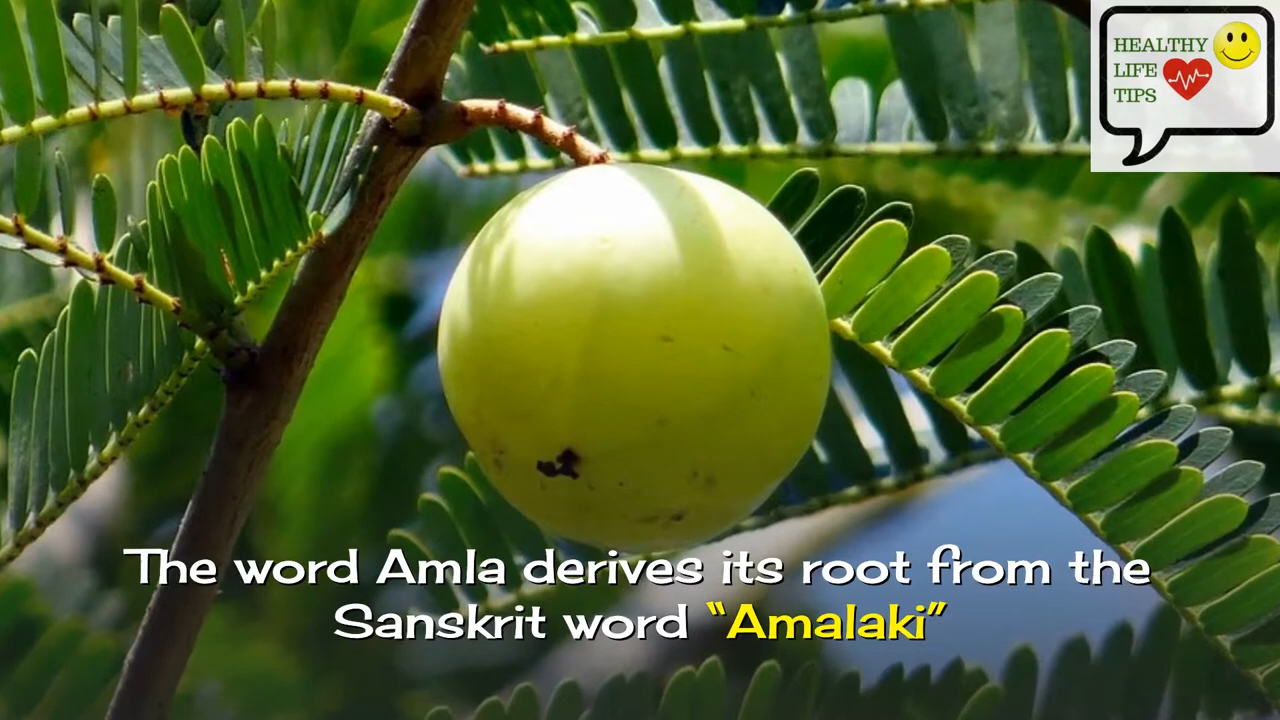 HEALTHY
LIFE
TIPS
The word Amla derives its root from the
Sanskrit word “Amalaki”